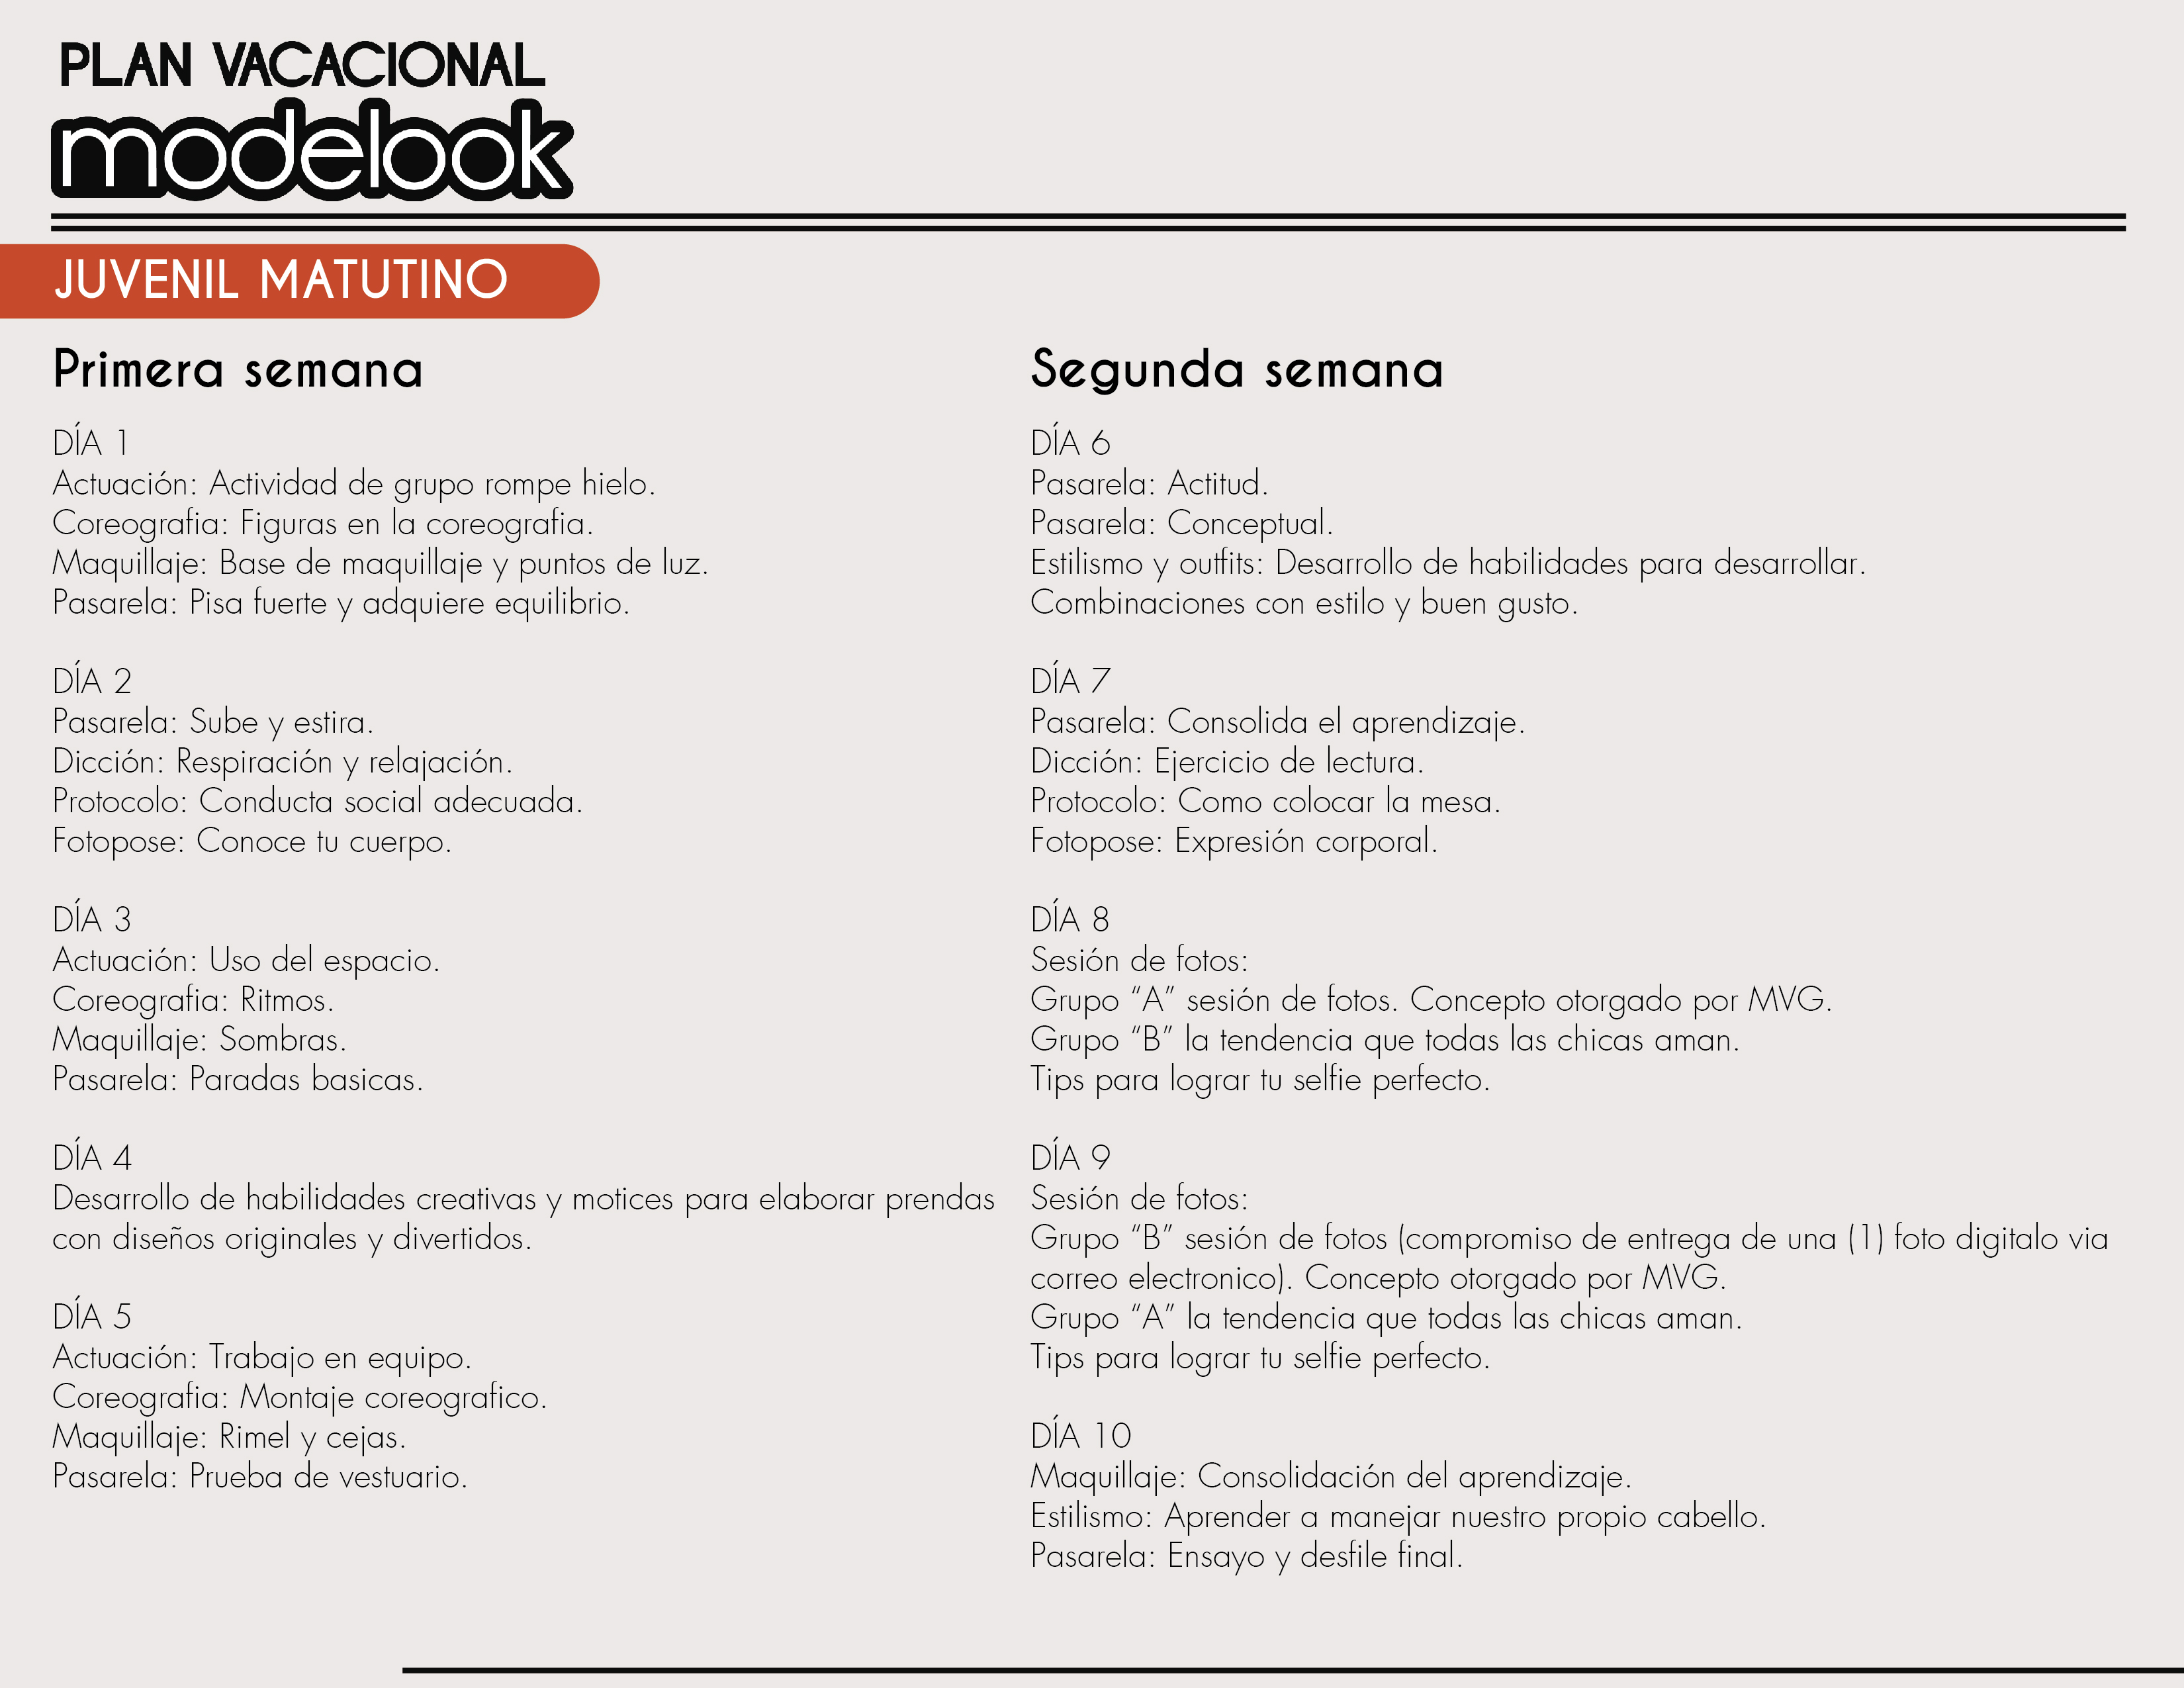 PLAN VACACIONAL
modelook
JUVENIL MATUTINO
Primera semana
DÍA 1
Actuación: Actividad de grupo rompe hielo.
Coreografia: Figuras en la coreografia.
Maquillaje: Base de maquillaje y puntos de luz.
Pasarela: Pisa fuerte y adquiere equilibrio.
DÍA 2
Pasarela: Sube y estira.
Dicción: Respiración y relajación.
Protocolo: Conducta social adecuada.
Fotopose: Conoce tu cuerpo.
DÍA 3
Actuación: Uso del espacio.
Coreografia: Ritmos.
Maquillaje: Sombras.
Pasarela: Paradas basicas.
DÍA 4
Desarrollo de habilidades creativas y motices para elaborar prendas
con diseños originales y divertidos.
DÍA 5
Actuación: Trabajo en equipo.
Coreografia: Montaje coreografico.
Maquillaje: Rimel y cejas.
Pasarela: Prueba de vestuario.
Segunda semana
DÍA 6
Pasarela: Actitud.
Pasarela: Conceptual.
Estilismo y outfits: Desarrollo de habilidades para desarrollar.
Combinaciones con estilo y buen gusto.
DÍA 7
Pasarela: Consolida el aprendizaje.
Dicción: Ejercicio de lectura.
Protocolo: Como colocar la mesa.
Fotopose: Expresión corporal.
DÍA 8
Sesión de fotos:
Grupo “A” sesión de fotos. Concepto otorgado por MVG.
Grupo “B” la tendencia que todas las chicas aman.
Tips para lograr tu selfie perfecto.
DÍA 9
Sesión de fotos:
Grupo “B” sesión de fotos (compromiso de entrega de una (1) foto digitalo via
correo electronico). Concepto otorgado por MVG.
Grupo “A” la tendencia que todas las chicas aman.
Tips para lograr tu selfie perfecto.
DÍA 10
Maquillaje: Consolidación del aprendizaje.
Estilismo: Aprender a manejar nuestro propio cabello.
Pasarela: Ensayo y desfile final.